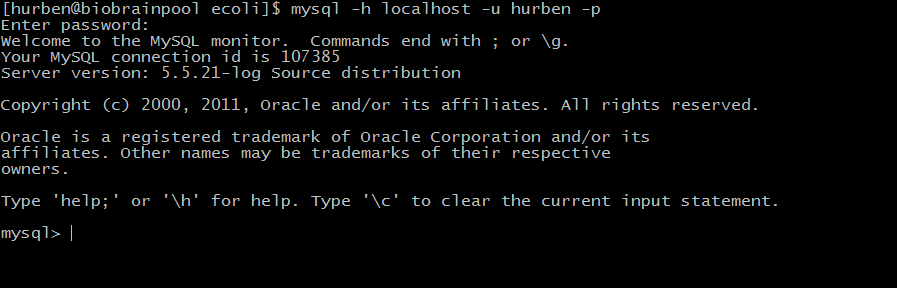 [hurben@biobrainpool ecoli]$ mysql -h localhost -u hurben -p
Enter password:
Welcome to the MySQL monitor.  Commands end with ; or \g.
Your MySQL connection id is 107385
Server version: 5.5.21-log Source distribution
Copyright (c) 2000, 2011, Oracle and/or its affiliates. All rights reserved.
Oracle is a registered trademark of Oracle Corporation and/or its
affiliates. Other names may be trademarks of their respective
owners.
Type 'help;' or '\h' for help. Type '\c' to clear the current input statement.
mysql>